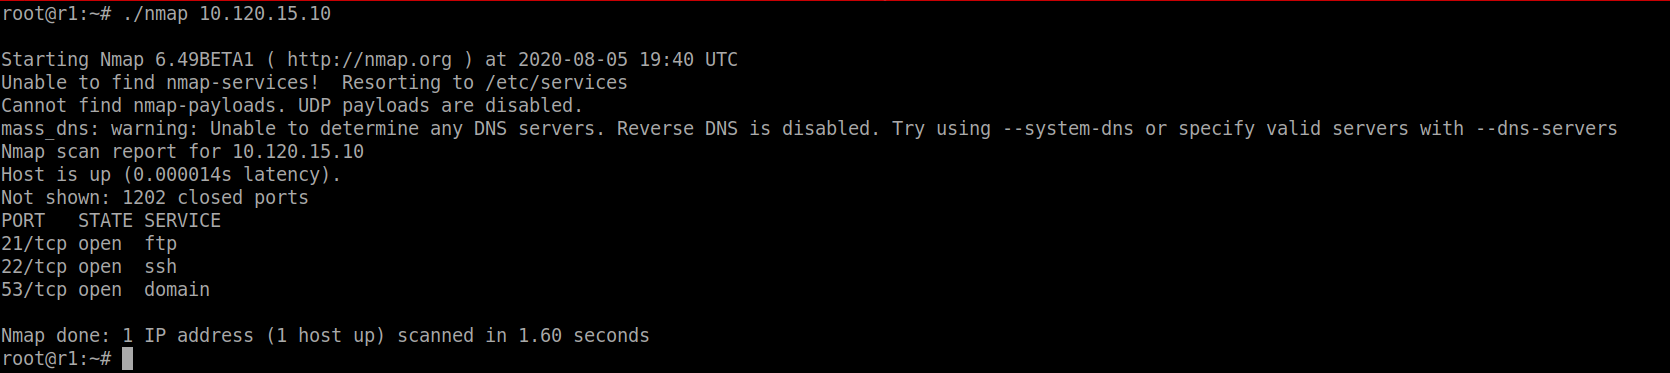 root@r1:~# ./nmap 10.120.15.10
Starting Nmap 6.49BETA1 ( http://nmap.org ) at 2020-08-05 19:40 UTC
Unable to find nmap-services!  Resorting to /etc/services
Cannot find nmap-payloads. UDP payloads are disabled.
mass_dns: warning: Unable to determine any DNS servers. Reverse DNS is disabled. Try using --system-dns or specify valid servers with --dns-servers
Nmap scan report for 10.120.15.10
Host is up (0.000014s latency).
Not shown: 1202 closed ports
PORT   STATE SERVICE
21/tcp open  ftp
22/tcp open  ssh
53/tcp open  domain
Nmap done: 1 IP address (1 host up) scanned in 1.60 seconds
root@r1:~#